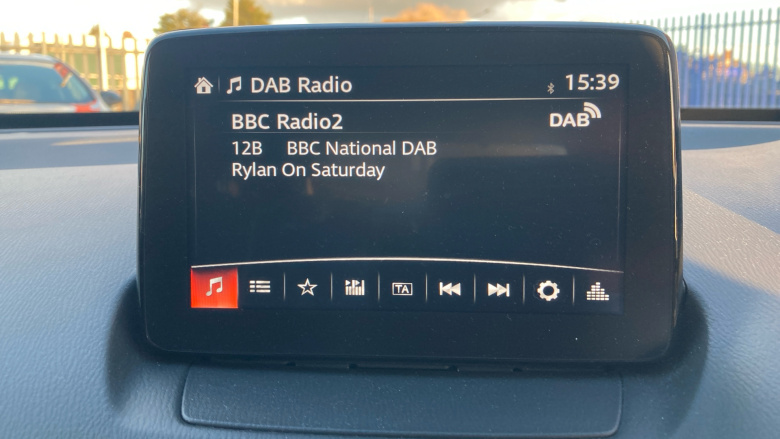 DAB Radio 15:39
BBC Radio2 DAB
12B BBC National DAB
Rylan On Saturday
TA